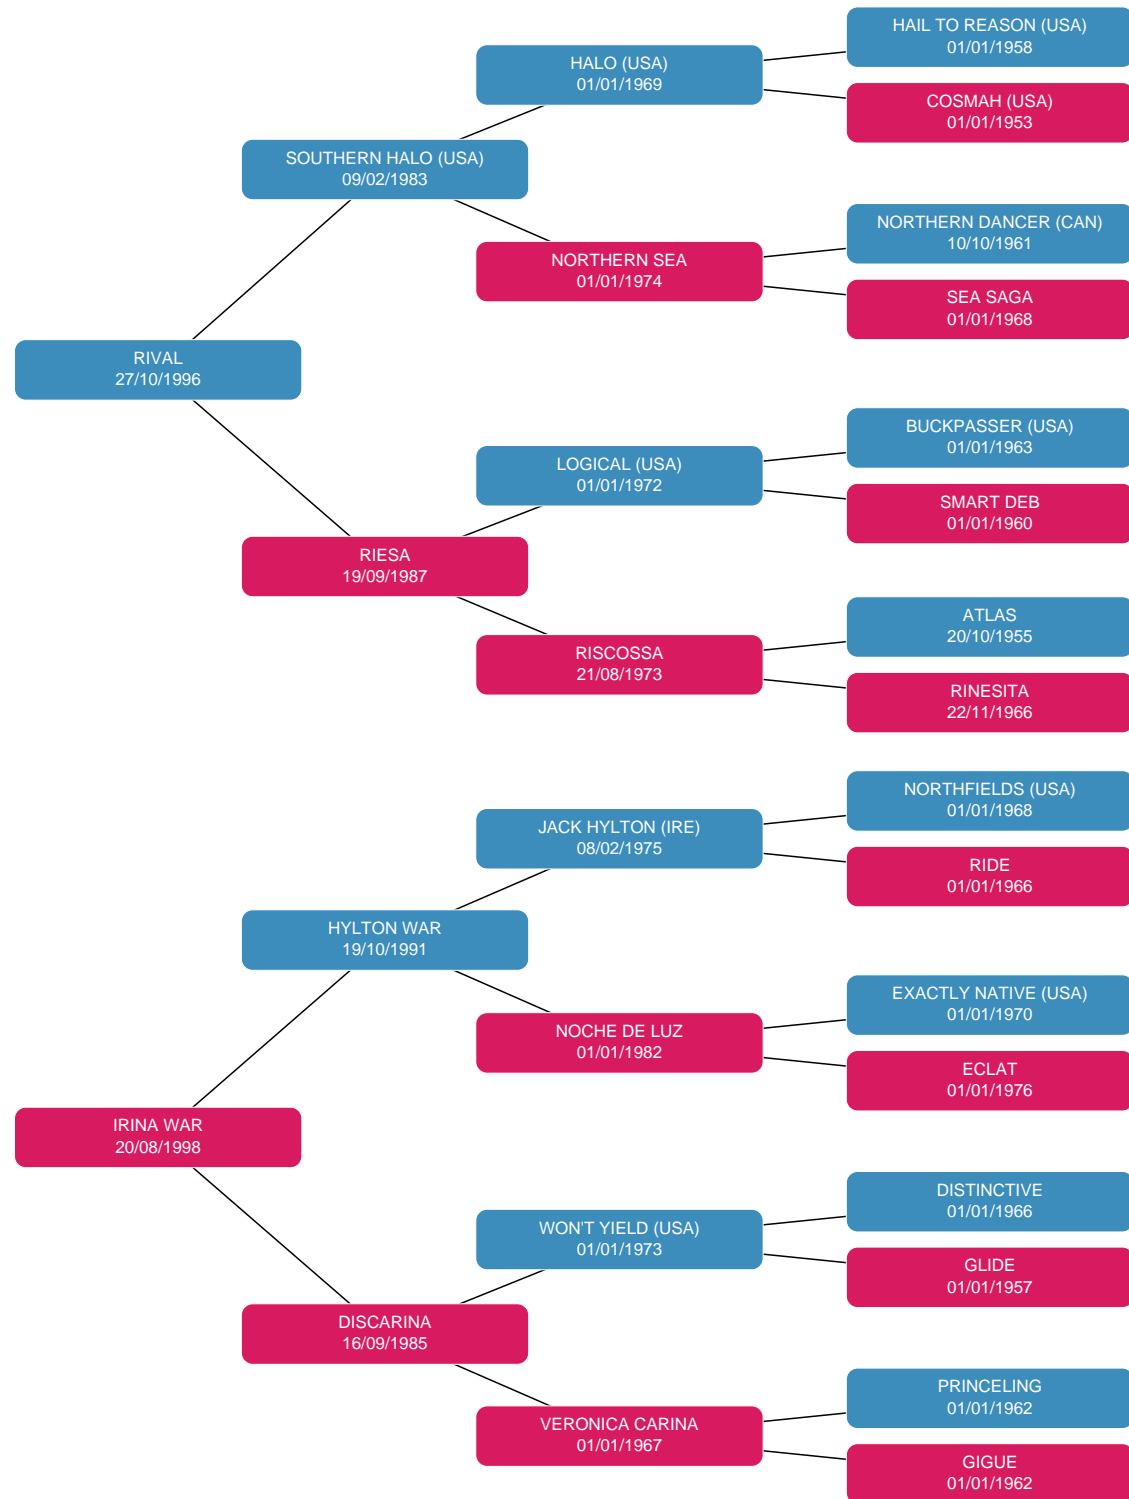 HAIL TO REASON (USA)
01/01/1958
HALO (USA)
01/01/1969
COSMAH (USA)
01/01/1953
SOUTHERN HALO (USA)
09/02/1983
NORTHERN DANCER (CAN)
10/10/1961
NORTHERN SEA
01/01/1974
SEA SAGA
01/01/1968
RIVAL
27/10/1996
BUCKPASSER (USA)
01/01/1963
LOGICAL (USA)
01/01/1972
SMART DEB
01/01/1960
RIESA
19/09/1987
ATLAS
20/10/1955
RISCOSSA
21/08/1973
RINESITA
22/11/1966
NORTHFIELDS (USA)
01/01/1968
JACK HYLTON (IRE)
08/02/1975
RIDE
01/01/1966
HYLTON WAR
19/10/1991
EXACTLY NATIVE (USA)
01/01/1970
NOCHE DE LUZ
01/01/1982
ECLAT
01/01/1976
IRINA WAR
20/08/1998
DISTINCTIVE
01/01/1966
WON'T YIELD (USA)
01/01/1973
GLIDE
01/01/1957
DISCARINA
16/09/1985
PRINCELING
01/01/1962
VERONICA CARINA
01/01/1967
GIGUE
01/01/1962